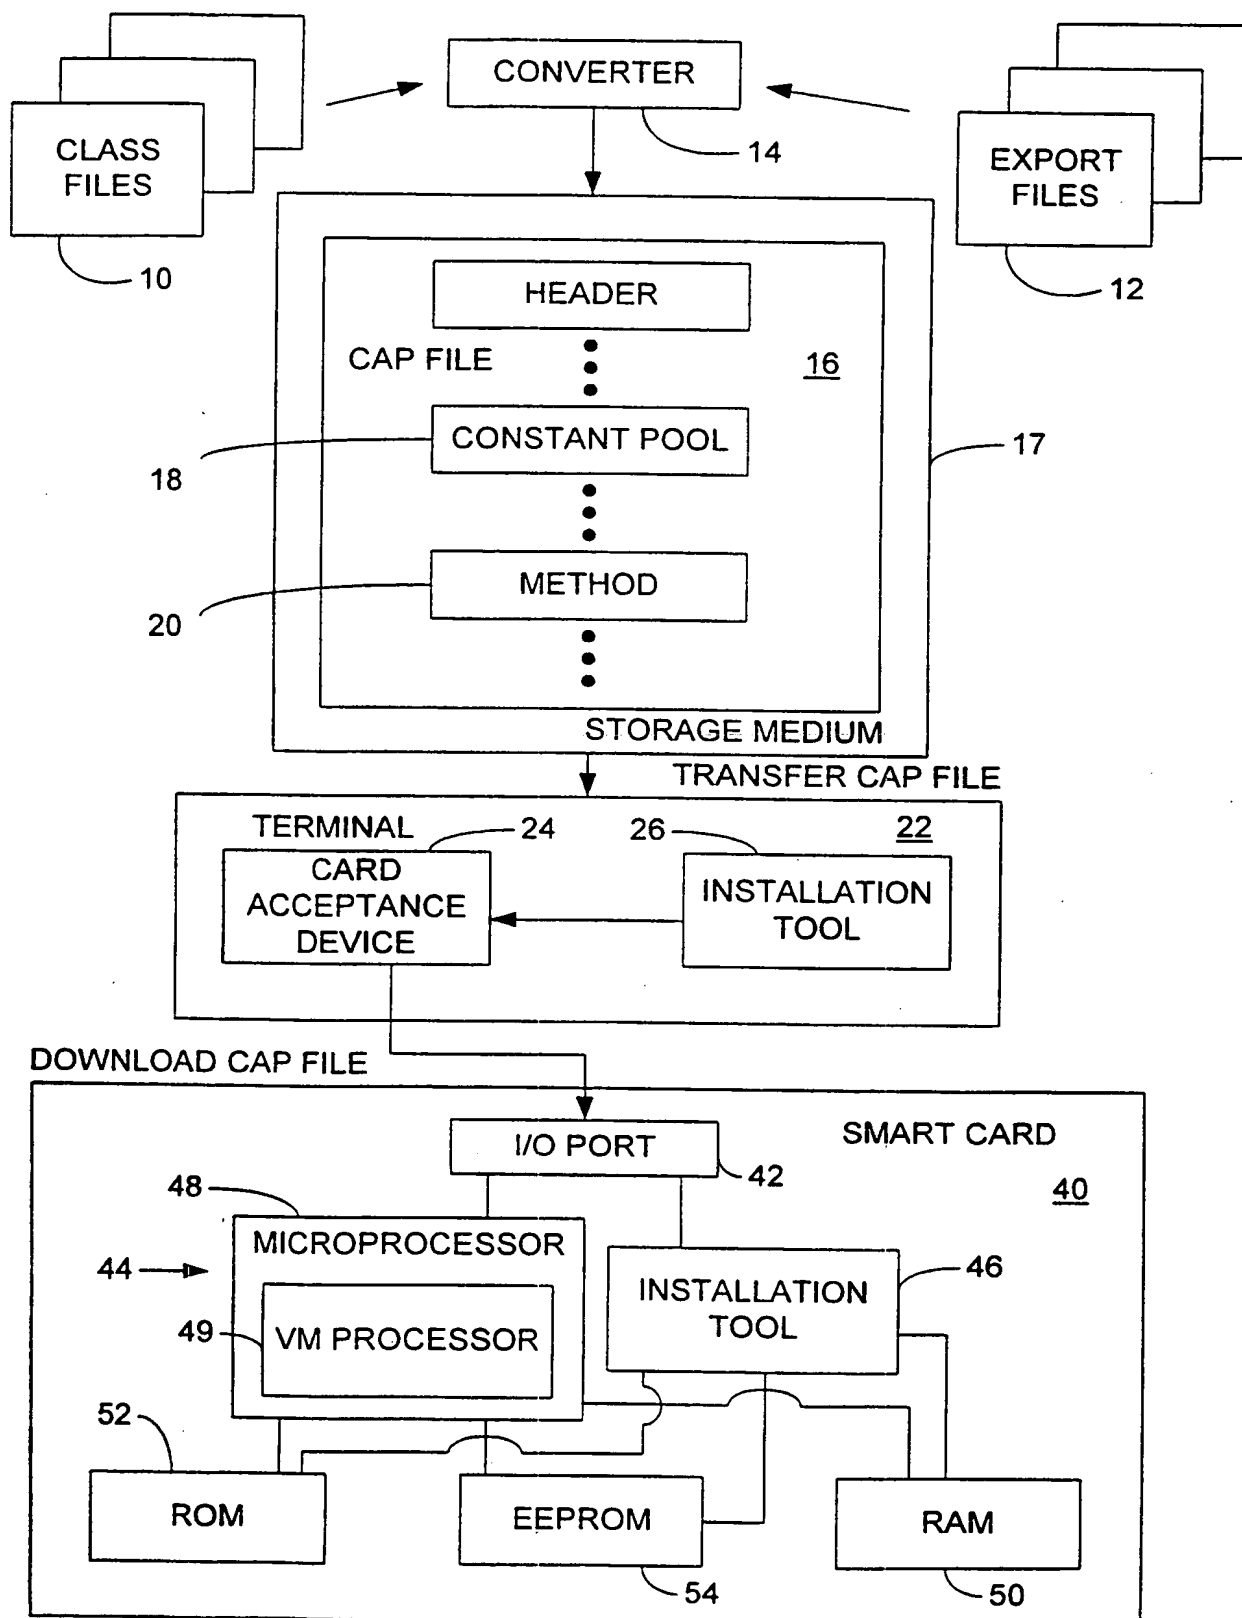 CONVERTER
14
CLASS
FILES
10
EXPORT
FILES
12
HEADER
CAP FILE
16
CONSTANT POOL
18
17
METHOD
20
STORAGE MEDIUM
TRANSFER CAP FILE
TERMINAL
24
26
22
CARD
ACCEPTANCE
DEVICE
INSTALLATION
TOOL
DOWNLOAD CAP FILE
I/O PORT
SMART CARD
42
40
48
MICROPROCESSOR
44
46
INSTALLATION
TOOL
49
VM PROCESSOR
52
ROM
EEPROM
RAM
54
50